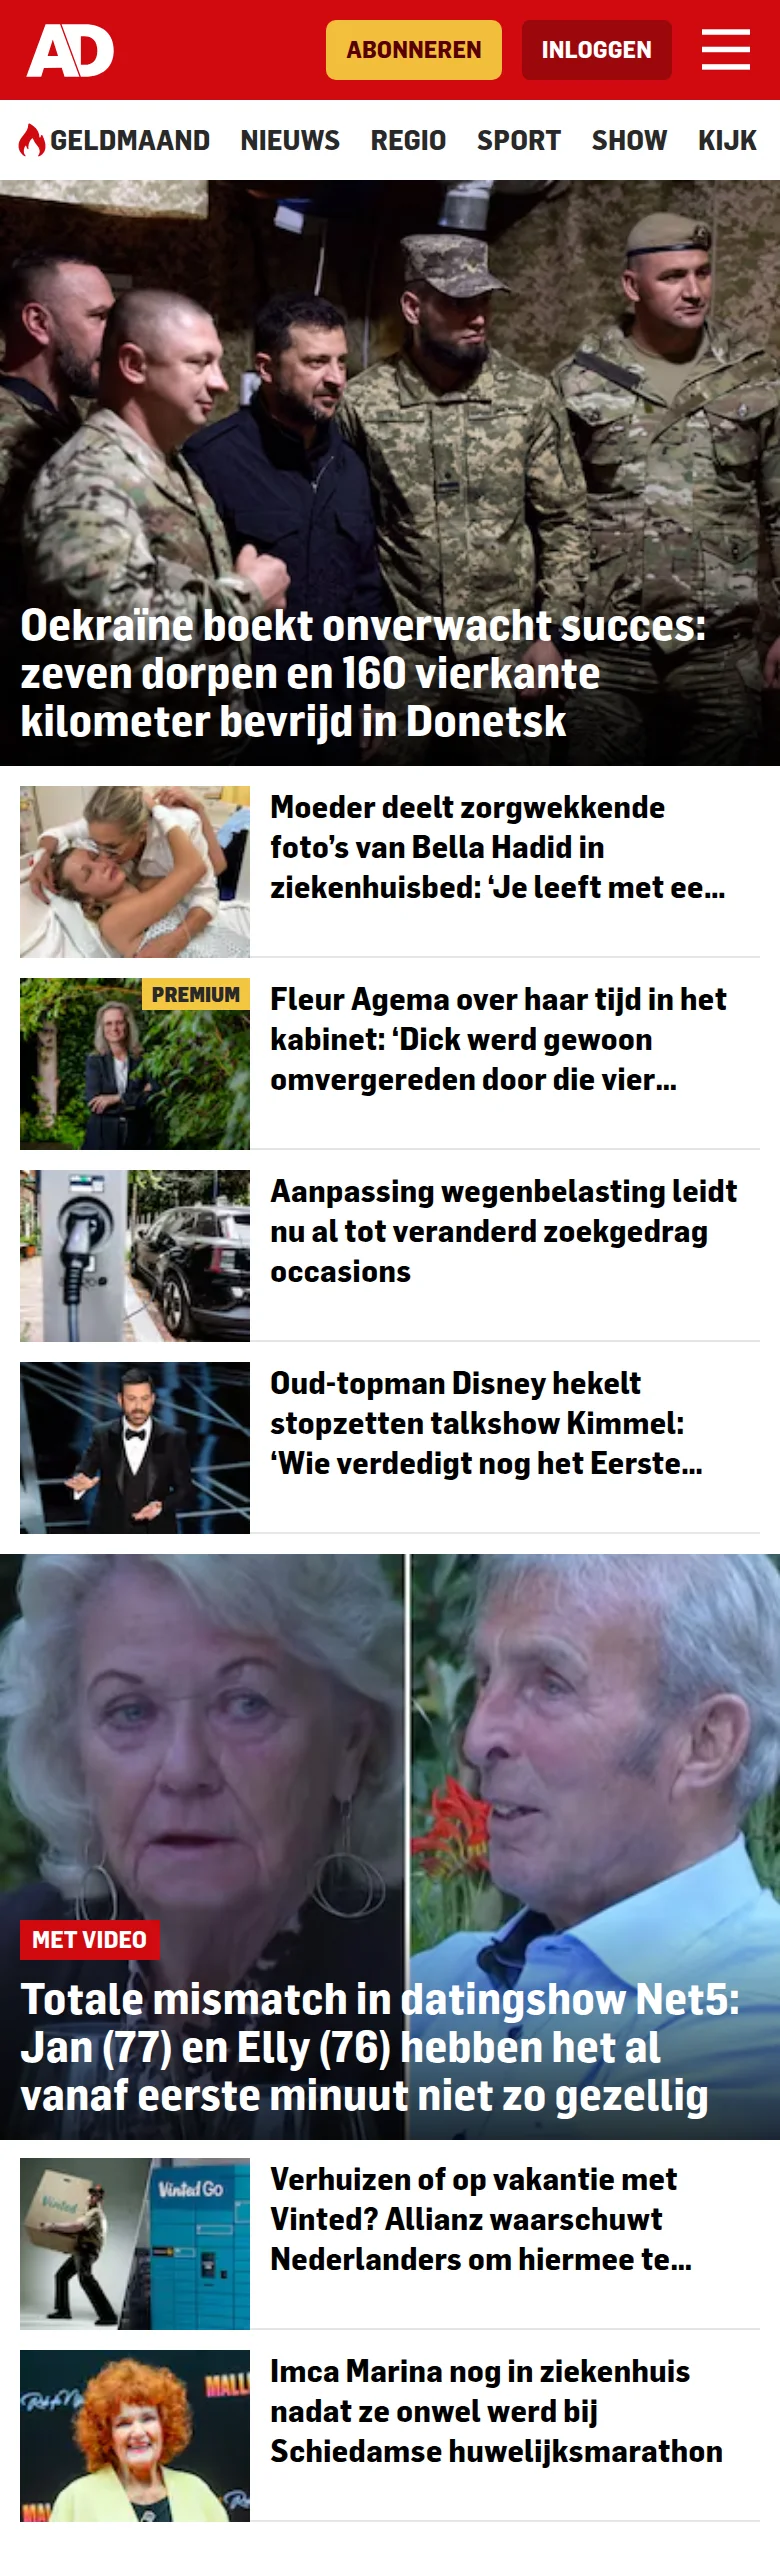 AD
ABONNEREN
INLOGGEN
GELDMAAND NIEUWS REGIO SPORT SHOW KIJK
Oekraïne boekt onverwacht succes:
zeven dorpen en 160 vierkante
kilometer bevrijd in Donetsk
Moeder deelt zorgwekkende
foto’s van Bella Hadid in
ziekenhuisbed: ‘Je leeft met ee...
PREMIUM
Fleur Agema over haar tijd in het
kabinet: ‘Dick werd gewoon
omvergereden door die vier...
Aanpassing wegenbelasting leidt
nu al tot veranderd zoekgedrag
occasions
Oud-topman Disney hekelt
stopzetten talkshow Kimmel:
‘Wie verdedigt nog het Eerste...
MET VIDEO
Totale mismatch in datingshow Net5:
Jan (77) en Elly (76) hebben het al
vanaf eerste minuut niet zo gezellig
Vinted
Vinted Go
Verhuizen of op vakantie met
Vinted? Allianz waarschuwt
Nederlanders om hiermee te...
Imca Marina nog in ziekenhuis
nadat ze onwel werd bij
Schiedamse huwelijksmarathon